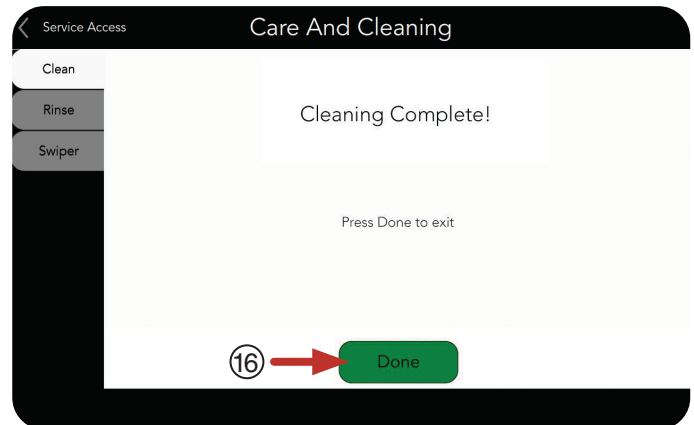 Service Access
Care And Cleaning
Clean
Rinse
Swiper
Cleaning Complete!
Press Done to exit
⑯
Done